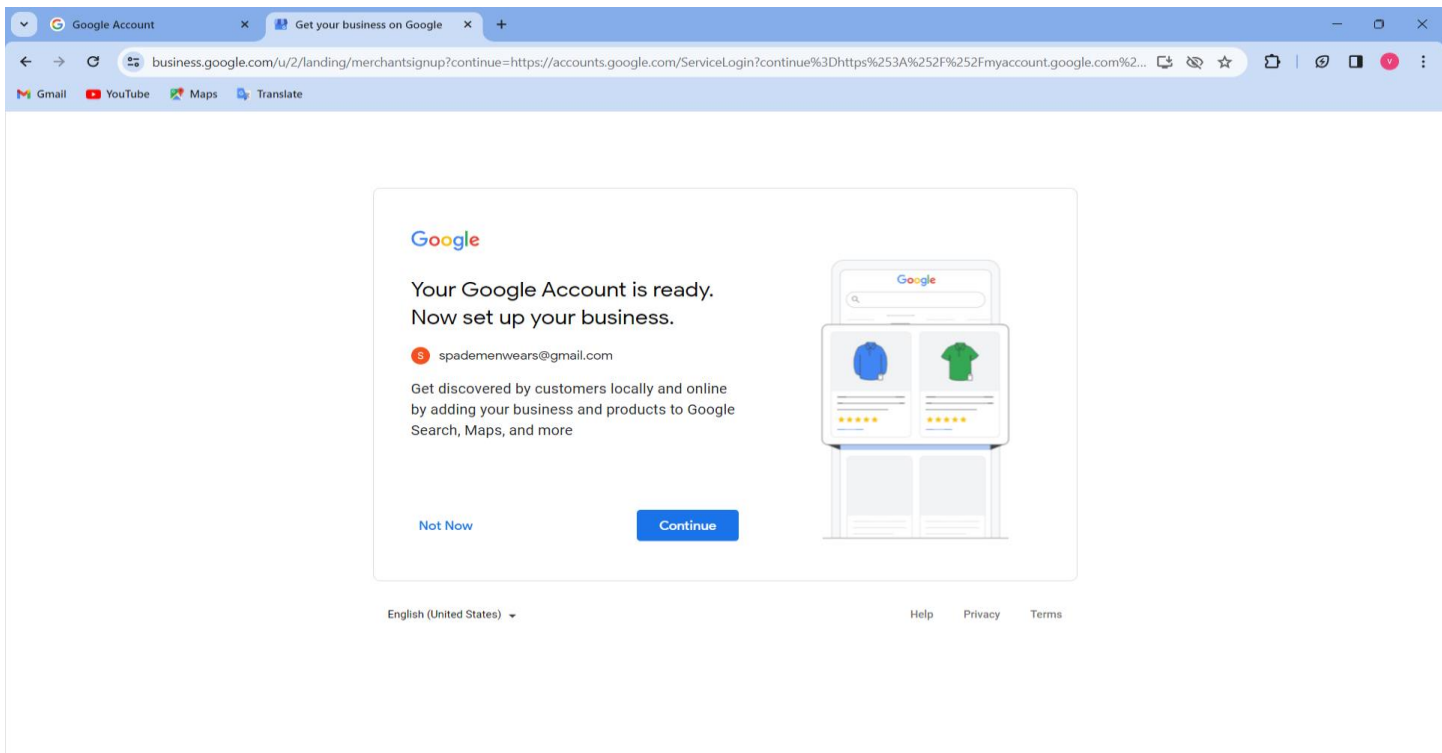 Google Account
Get your business on Google
business.google.com/u/2/landing/merchantsignup?continue=https://accounts.google.com/ServiceLogin?continue%3Dhttps%253A%252F%252Fmyaccount.google.com%2...
V
Gmail YouTube Maps Translate
Google
Your Google Account is ready.
Now set up your business.
S spademenwears@gmail.com
Get discovered by customers locally and online
by adding your business and products to Google
Search, Maps, and more
Not Now
Continue
Google
English (United States)
Help Privacy Terms